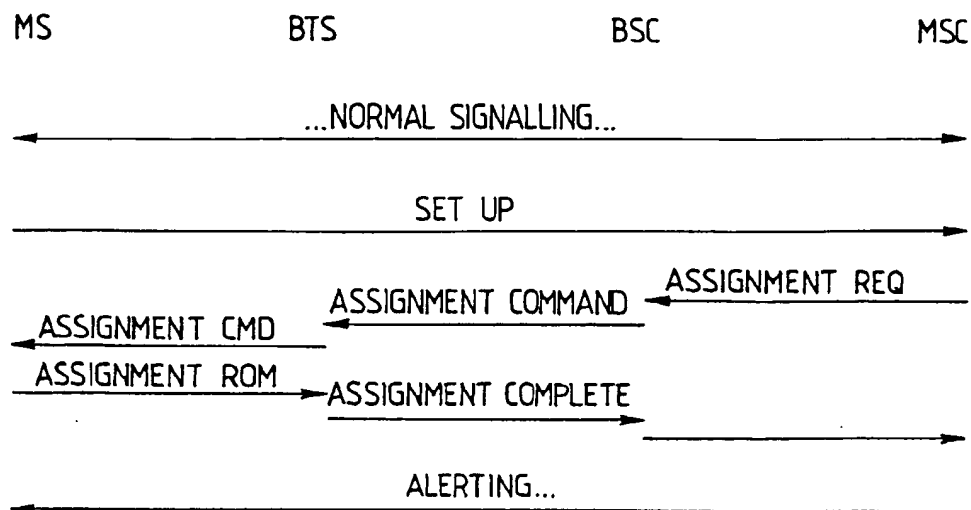 MS BTS BSC MSC
...NORMAL SIGNALLING...
SET UP
ASSIGNMENT REQ
ASSIGNMENT COMMAND
ASSIGNMENT CMD
ASSIGNMENT ROM
ASSIGNMENT COMPLETE
ALERTING...